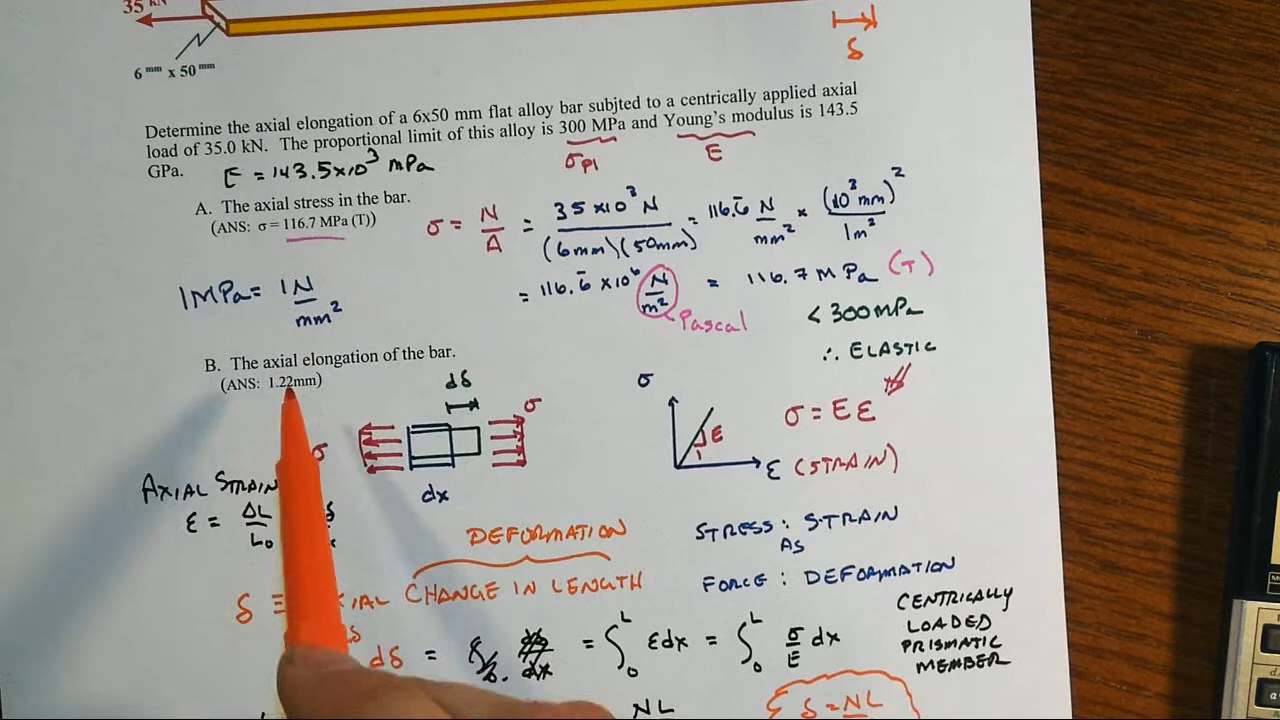 35 kN
δ
6 mm x 50 mm
Determine the axial elongation of a 6x50 mm flat alloy bar subjted to a centrically applied axial
load of 35.0 kN. The proportional limit of this alloy is 300 MPa and Young's modulus is 143.5
GPa.
E = 143.5x10³ MPa
σPl
E
A. The axial stress in the bar.
(ANS: σ = 116.7 MPa (T))
σ = N/A = 35 x10³ N / (6mm)(50mm) = 116.6̄ N/mm² x (10³ mm)²/1m²
= 116.6̄ x10⁶ N/m² = 116.7 MPa (T)
Pascal
1MPa = 1N/mm²
< 300 MPa
∴ ELASTIC
B. The axial elongation of the bar.
(ANS: 1.22mm)
dδ
σ
σ
dx
σ
E
ε (STRAIN)
σ = Eε
AXIAL STRAIN
ε = ΔL/L₀
DEFORMATION
CHANGE IN LENGTH
δ ≡
STRESS : STRAIN
AS
FORCE : DEFORMATION
CENTRICALLY
LOADED
PRISMATIC
MEMBER
dδ = dx = ∫₀ᴸ εdx = ∫₀ᴸ σ/E dx
NL
δ = NL